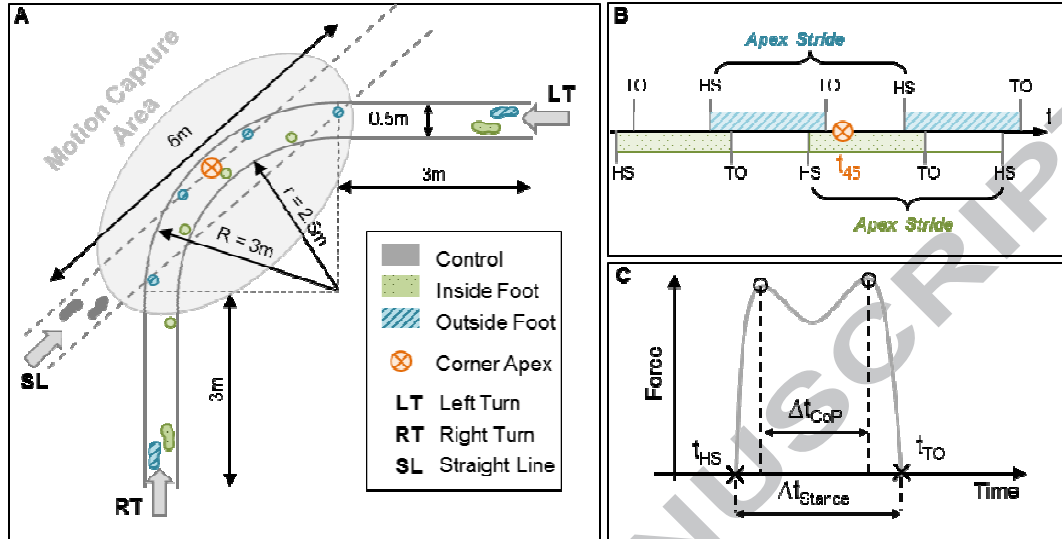 A
Motion Capture
Area
6m
LT
0.5m
3m
r = 2.5m
R = 3m
3m
SL
RT
Control
Inside Foot
Outside Foot
Corner Apex
LT Left Turn
RT Right Turn
SL Straight Line
B
Apex Stride
TO HS TO HS TO
t
HS TO HS t45 TO HS
Apex Stride
C
Force
ΔtCoP
tHS
tTO
ΔtStance
Time
NUSCRIPT